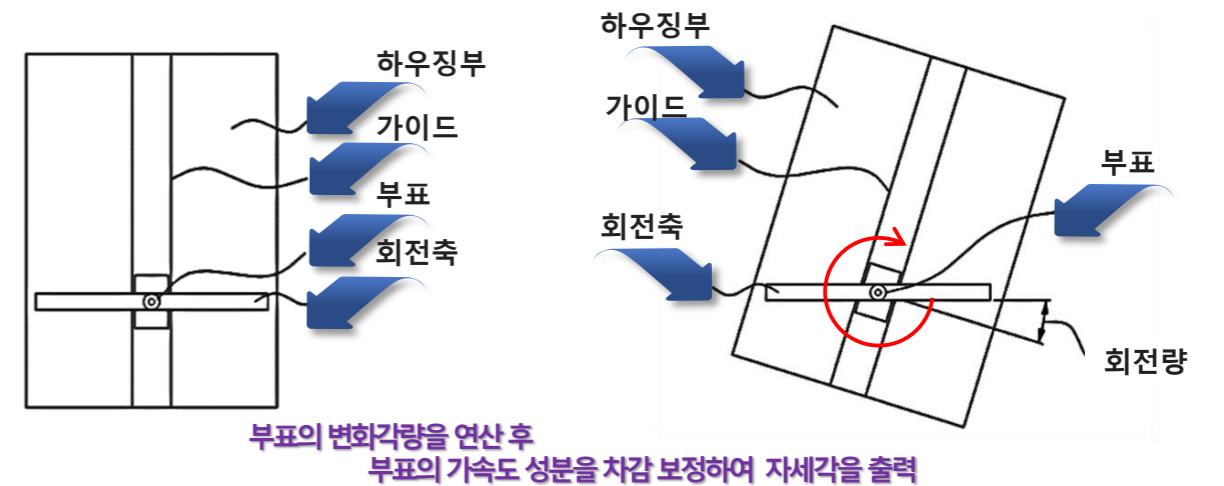 하우징부
가이드
부표
회전축
하우징부
가이드
회전축
부표
회전량
부표의 변화각량을 연산 후
부표의 가속도 성분을 차감 보정하여 자세각을 출력